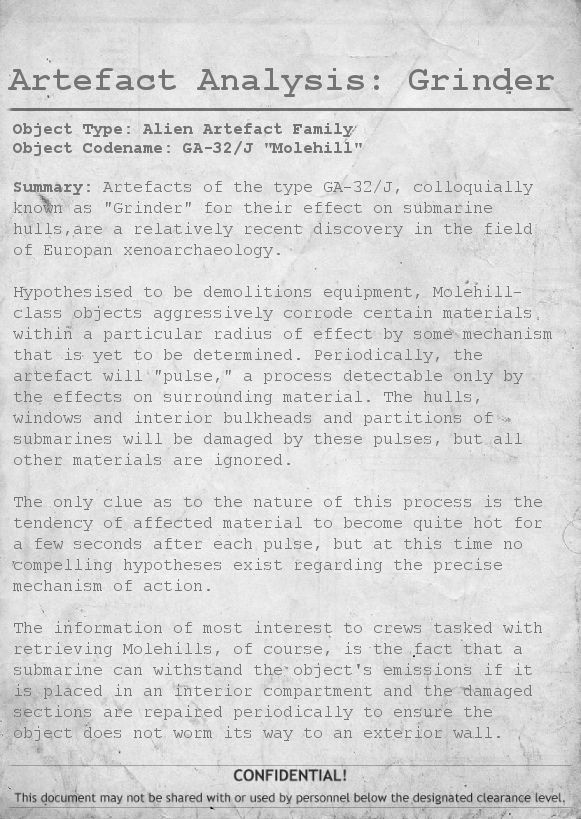 Artefact Analysis: Grinder
Object Type: Alien Artefact Family
Object Codename: GA-32/J "Molehill"
Summary: Artefacts of the type GA-32/J, colloquially
known as "Grinder" for their effect on submarine
hulls,are a relatively recent discovery in the field
of Europan xenoarchaeology.
Hypothesised to be demolitions equipment, Molehill-
class objects aggressively corrode certain materials
within a particular radius of effect by some mechanism
that is yet to be determined. Periodically, the
artefact will "pulse," a process detectable only by
the effects on surrounding material. The hulls,
windows and interior bulkheads and partitions of
submarines will be damaged by these pulses, but all
other materials are ignored.
The only clue as to the nature of this process is the
tendency of affected material to become quite hot for
a few seconds after each pulse, but at this time no
compelling hypotheses exist regarding the precise
mechanism of action.
The information of most interest to crews tasked with
retrieving Molehills, of course, is the fact that a
submarine can withstand the object's emissions if it
is placed in an interior compartment and the damaged
sections are repaired periodically to ensure the
object does not worm its way to an exterior wall.
CONFIDENTIAL!
This document may not be shared with or used by personnel below the designated clearance level.